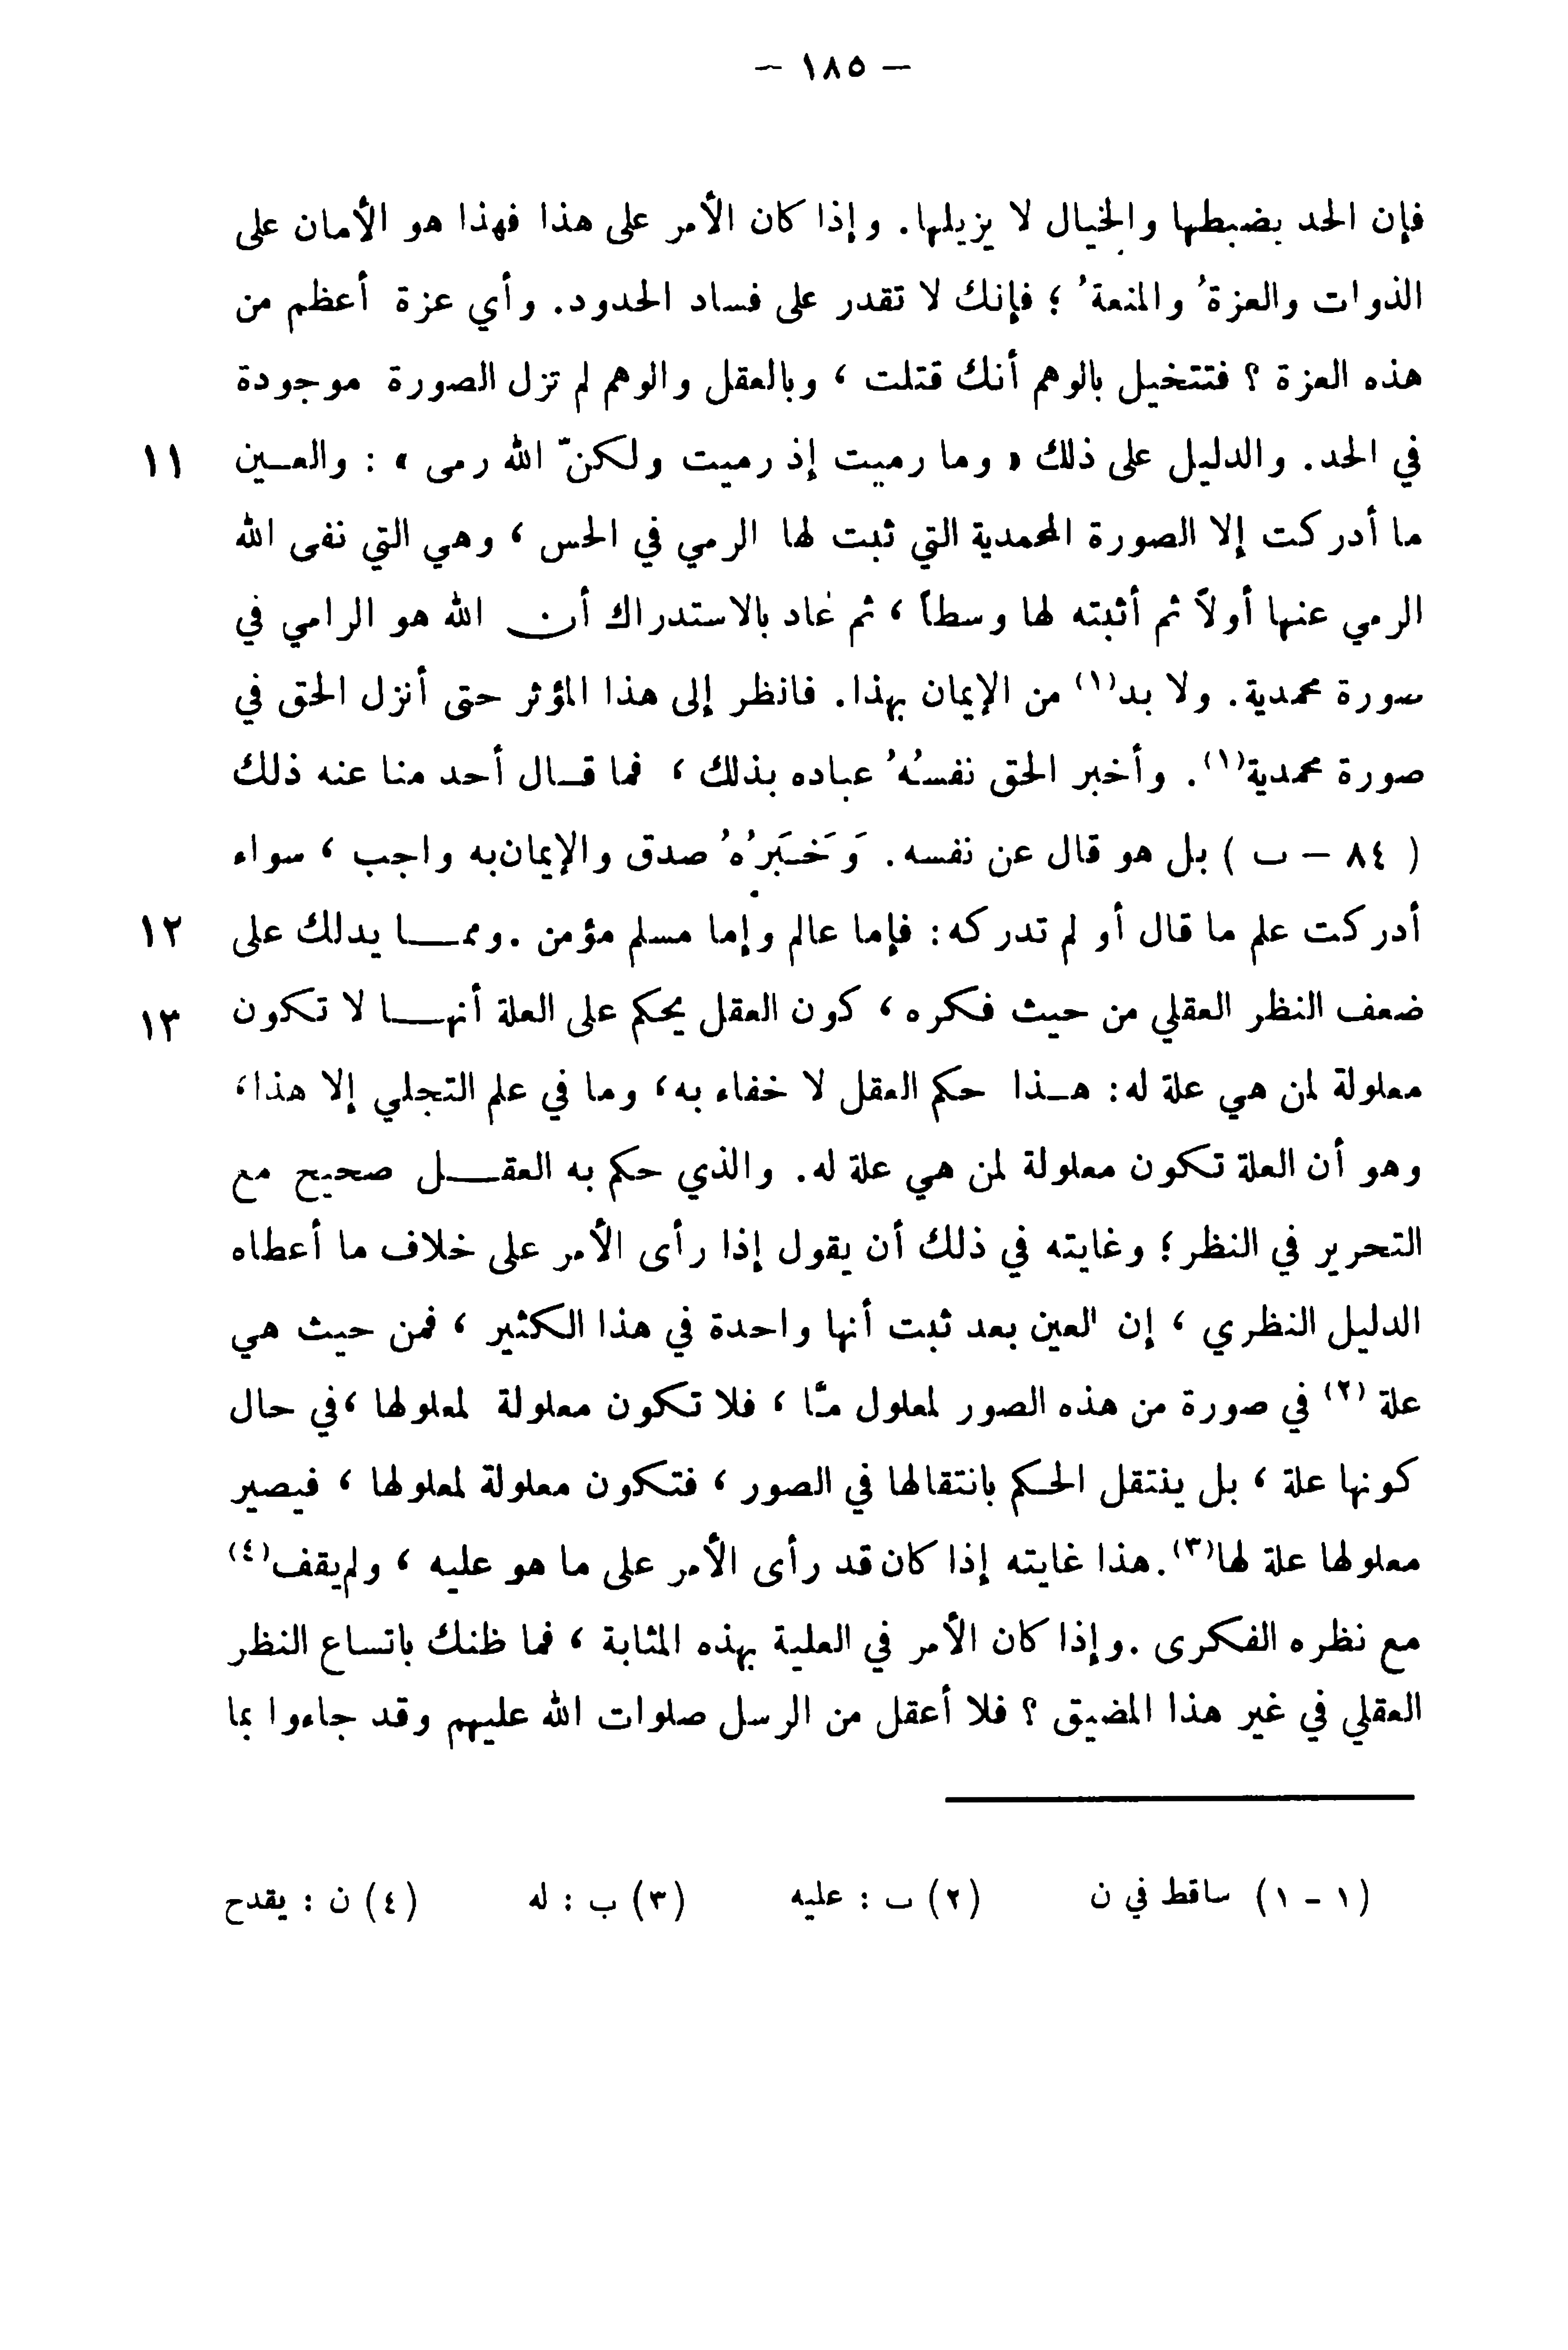 — ١٨٥ —
فإن الحد يضبطها والخيال لا يزيلها. وإذا كان الأمر على هذا فهذا هو الأمان على
الذوات والعزةُ والمنعةُ ؛ فإنك لا تقدر على فساد الحدود. وأي عزة أعظم من
هذه العزة ؟ فتتخيل بالوهم أنك قتلت ، وبالعقل والوهم لم تزل الصورة موجودة
في الحد. والدليل على ذلك « وما رميت إذ رميت ولكنّ الله رمى » : والعـين ١١
ما أدركت إلا الصورة المحمدية التي ثبت لها الرمي في الحس ، وهي التي نفى الله
الرمي عنها أولاً ثم أثبته لها وسطاً ، ثم عاد بالاستدراك أن الله هو الرامي في
صورة محمدية. ولا بد(١) من الإيمان بهذا. فانظر إلى هذا المؤثر حتى أنزل الحق في
صورة محمدية(١). وأخبر الحق نفسُهُ عباده بذلك ، فما قـال أحد منا عنه ذلك
( ٨٤ – ب ) بل هو قال عن نفسه. وَخَبَرُهُ صدق والإيمان به واجب ، سواء
أدركت علم ما قال أو لم تدركه : فإما عالم وإما مسلم مؤمن .وممـا يدلك على ١٢
ضعف النظر العقلي من حيث فكره ، كون العقل يحكم على العلة أنهـا لا تكون ١٣
معلولة لمن هي علة له : هـذا حكم العقل لا خفاء به، وما في علم التجلي إلا هذا،
وهو أن العلة تكون معلولة لمن هي علة له. والذي حكم به العقـل صحيح مع
التحرير في النظر؛ وغايته في ذلك أن يقول إذا رأى الأمر على خلاف ما أعطاه
الدليل النظري ، إن العين بعد ثبت أنها واحدة في هذا الكثير ، فمن حيث هي
علة (٢) في صورة من هذه الصور لمعلول مّا ، فلا تكون معلولة لمعلولها ،في حال
كونها علة ، بل ينتقل الحكم بانتقالها في الصور ، فتكون معلولة لمعلولها ، فيصير
معلولها علة لها(٣).هذا غايته إذا كان قد رأى الأمر على ما هو عليه ، ولم يقف(٤)
مع نظره الفكرى .وإذا كان الأمر في العلية بهذه المثابة ، فما ظنك باتساع النظر
العقلي في غير هذا المضيق ؟ فلا أعقل من الرسل صلوات الله عليهم وقد جاءوا بما
(١ - ١) ساقط في ن (٢) ب : عليه (٣) ب : له (٤) ن : يقدح